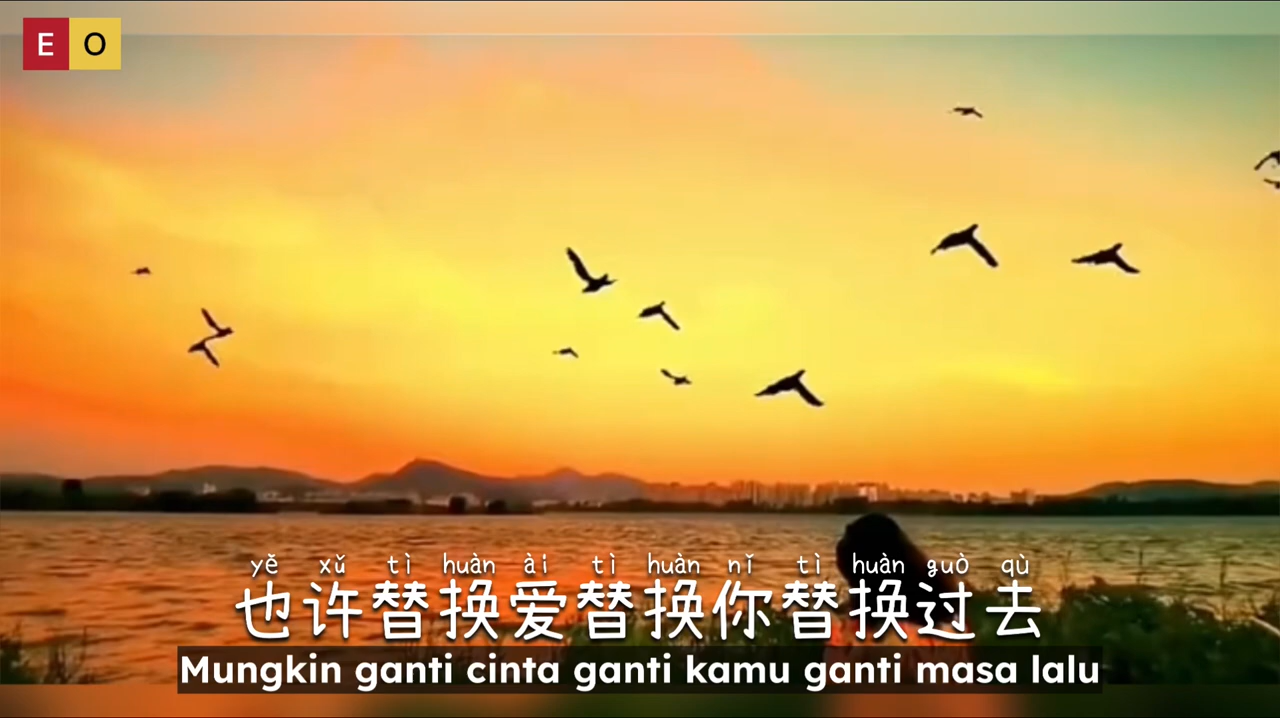 E O
yě xǔ tì huàn ài tì huàn nǐ tì huàn guò qù
也许替换爱替换你替换过去
Mungkin ganti cinta ganti kamu ganti masa lalu